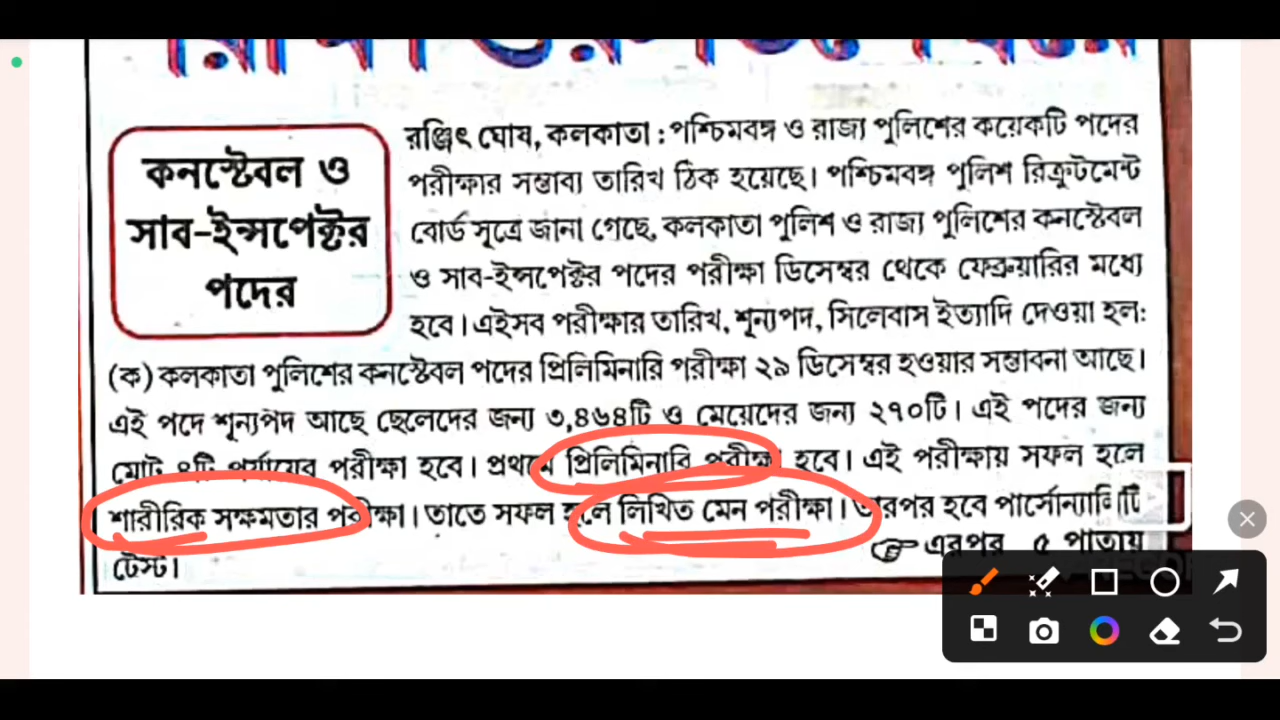 কনস্টেবল ও
সাব-ইন্সপেক্টর
পদের
রঞ্জিৎ ঘোষ, কলকাতা : পশ্চিমবঙ্গ ও রাজ্য পুলিশের কয়েকটি পদের
পরীক্ষার সম্ভাব্য তারিখ ঠিক হয়েছে। পশ্চিমবঙ্গ পুলিশ রিক্রুটমেন্ট
বোর্ড সূত্রে জানা গেছে, কলকাতা পুলিশ ও রাজ্য পুলিশের কনস্টেবল
ও সাব-ইন্সপেক্টর পদের পরীক্ষা ডিসেম্বর থেকে ফেব্রুয়ারির মধ্যে
হবে। এইসব পরীক্ষার তারিখ, শূন্যপদ, সিলেবাস ইত্যাদি দেওয়া হল:
(ক) কলকাতা পুলিশের কনস্টেবল পদের প্রিলিমিনারি পরীক্ষা ২৯ ডিসেম্বর হওয়ার সম্ভাবনা আছে।
এই পদে শূন্যপদ আছে ছেলেদের জন্য ৩,৪৬৪টি ও মেয়েদের জন্য ২৭০টি। এই পদের জন্য
মোট ৪টি পর্যায়ের পরীক্ষা হবে। প্রথমে প্রিলিমিনারি পরীক্ষা হবে। এই পরীক্ষায় সফল হলে
শারীরিক সক্ষমতার পরীক্ষা। তাতে সফল হলে লিখিত মেন পরীক্ষা। তারপর হবে পার্সোন্যালিটি
টেস্ট।
এরপর ৫ পাতায়